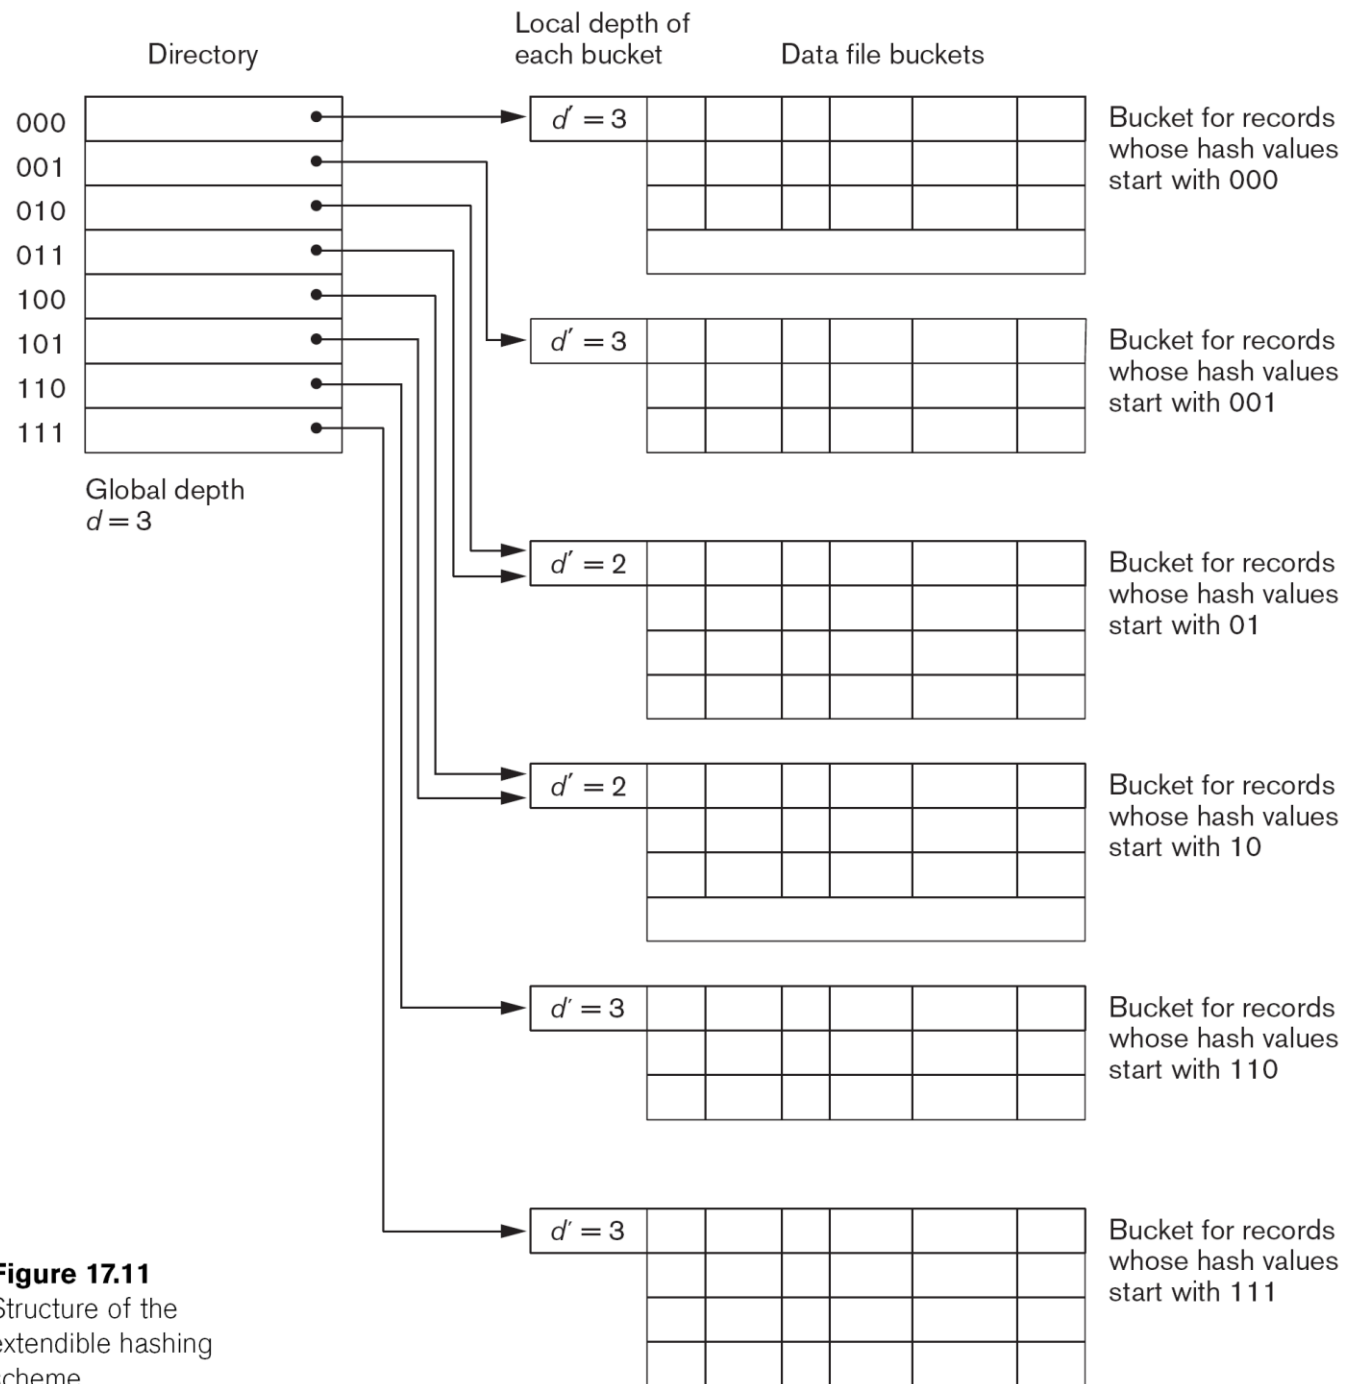 Directory
Local depth of
each bucket
Data file buckets
000
001
010
011
100
101
110
111
Global depth
d = 3
d′ = 3
Bucket for records
whose hash values
start with 000
d′ = 3
Bucket for records
whose hash values
start with 001
d′ = 2
Bucket for records
whose hash values
start with 01
d′ = 2
Bucket for records
whose hash values
start with 10
d′ = 3
Bucket for records
whose hash values
start with 110
d′ = 3
Bucket for records
whose hash values
start with 111
Figure 17.11
Structure of the
extendible hashing
scheme